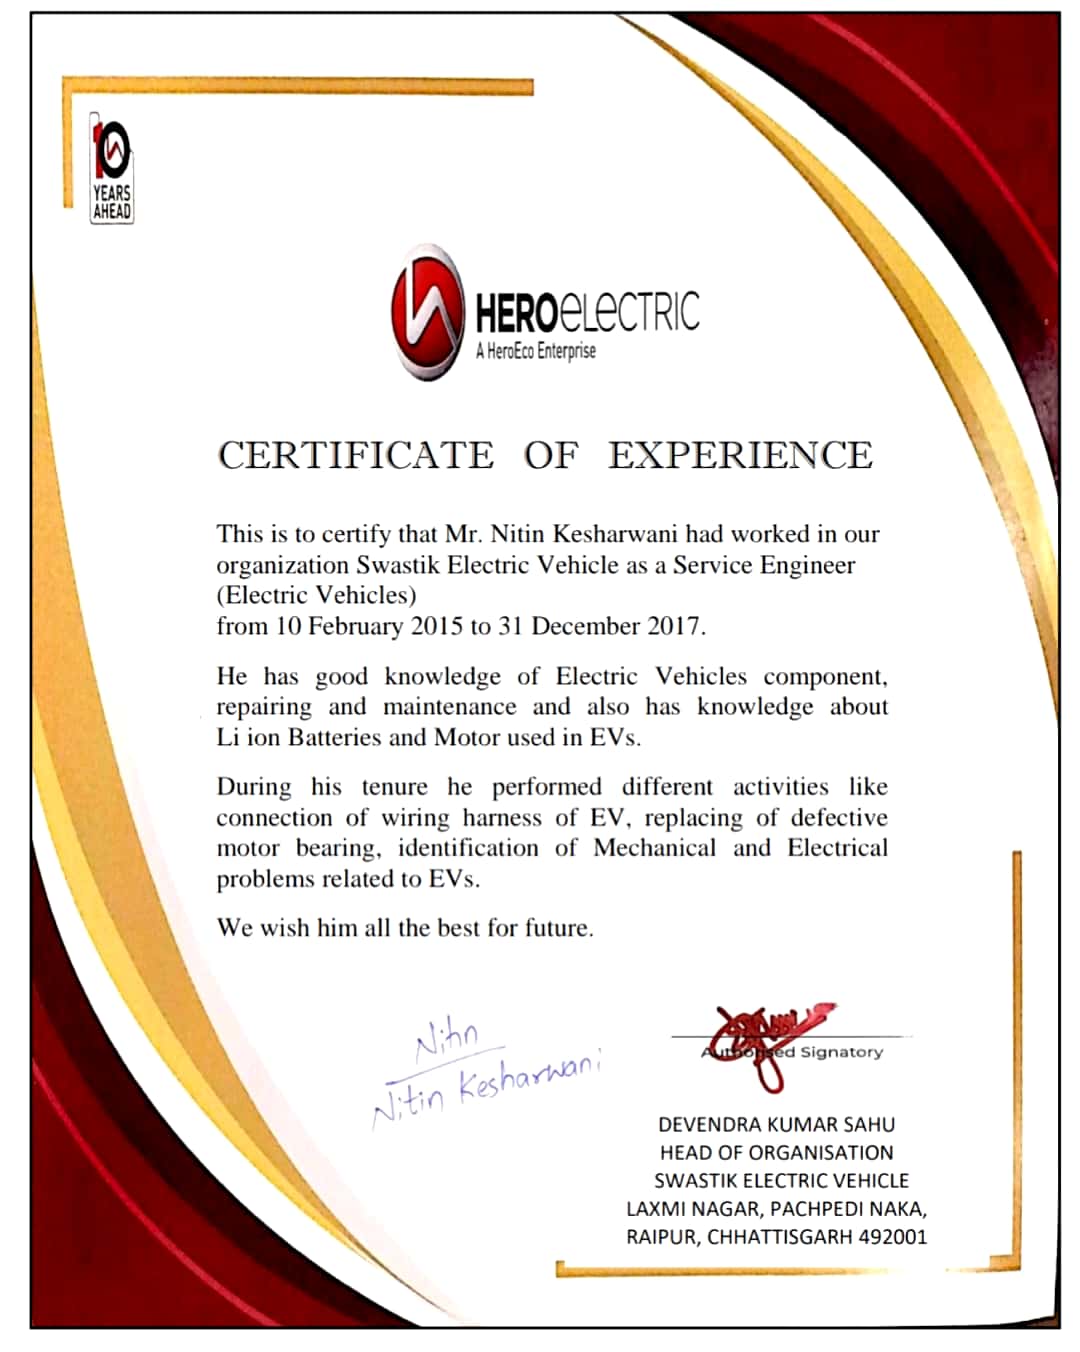 10
YEARS
AHEAD
HEROELECTRIC
A HeroEco Enterprise
CERTIFICATE OF EXPERIENCE
This is to certify that Mr. Nitin Kesharwani had worked in our
organization Swastik Electric Vehicle as a Service Engineer
(Electric Vehicles)
from 10 February 2015 to 31 December 2017.
He has good knowledge of Electric Vehicles component,
repairing and maintenance and also has knowledge about
Li ion Batteries and Motor used in EVs.
During his tenure he performed different activities like
connection of wiring harness of EV, replacing of defective
motor bearing, identification of Mechanical and Electrical
problems related to EVs.
We wish him all the best for future.
Nitin
Nitin Kesharwani
Authorised Signatory
DEVENDRA KUMAR SAHU
HEAD OF ORGANISATION
SWASTIK ELECTRIC VEHICLE
LAXMI NAGAR, PACHPEDI NAKA,
RAIPUR, CHHATTISGARH 492001